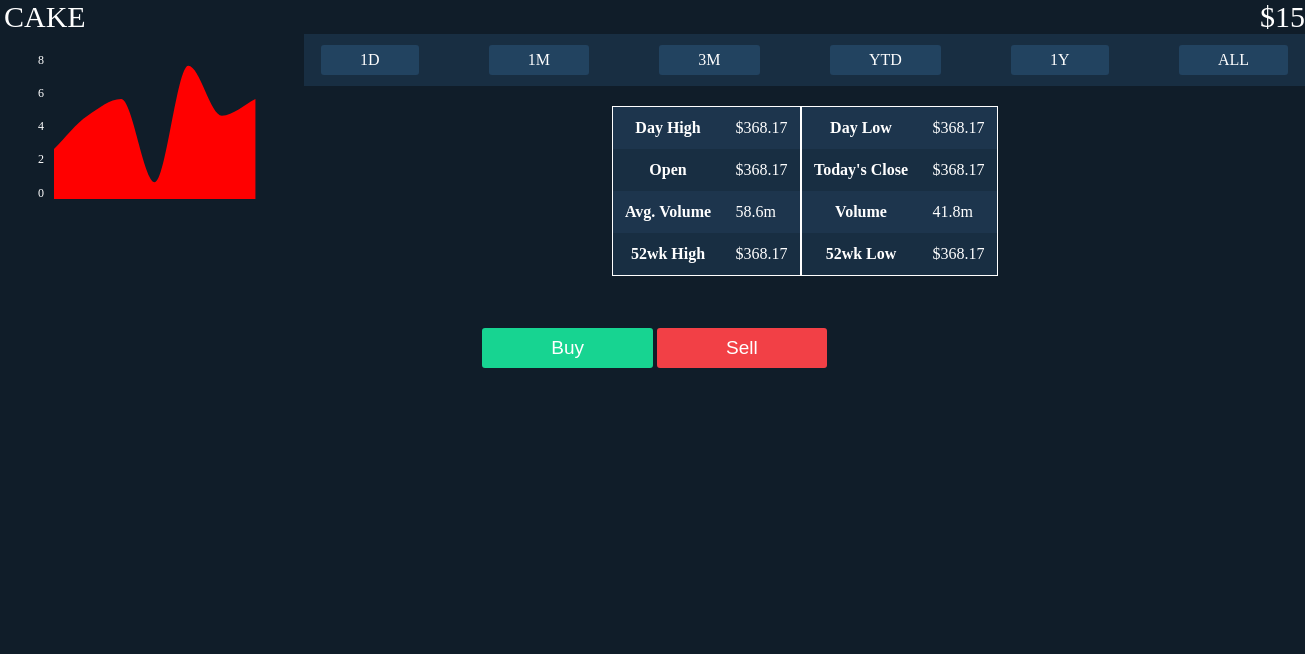 CAKE $15
1D 1M 3M YTD 1Y ALL
8
6
4
2
0
Day High $368.17 Day Low $368.17
Open $368.17 Today's Close $368.17
Avg. Volume 58.6m Volume 41.8m
52wk High $368.17 52wk Low $368.17
Buy Sell